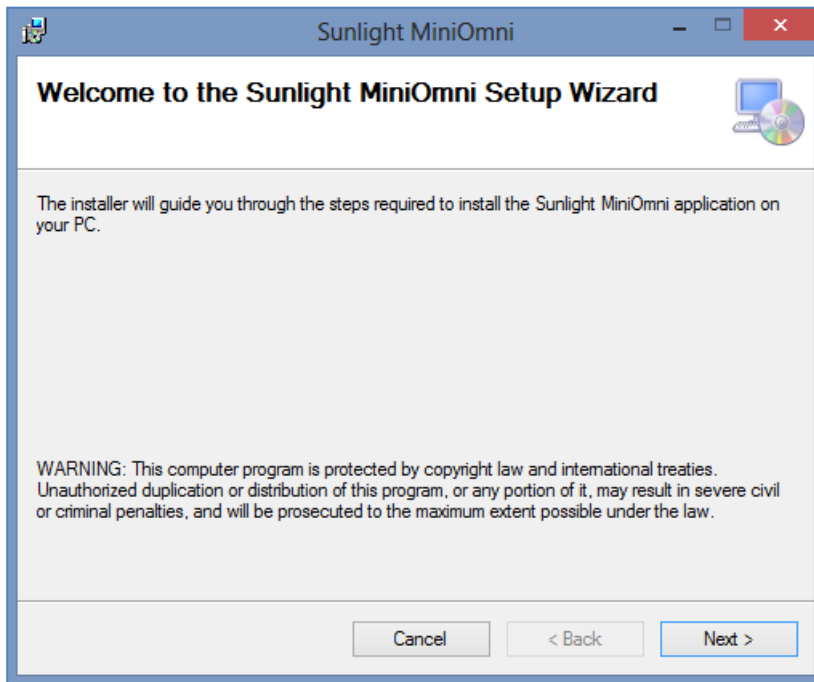 Sunlight MiniOmni
Welcome to the Sunlight MiniOmni Setup Wizard
The installer will guide you through the steps required to install the Sunlight MiniOmni application on
your PC.
WARNING: This computer program is protected by copyright law and international treaties.
Unauthorized duplication or distribution of this program, or any portion of it, may result in severe civil
or criminal penalties, and will be prosecuted to the maximum extent possible under the law.
Cancel < Back Next >